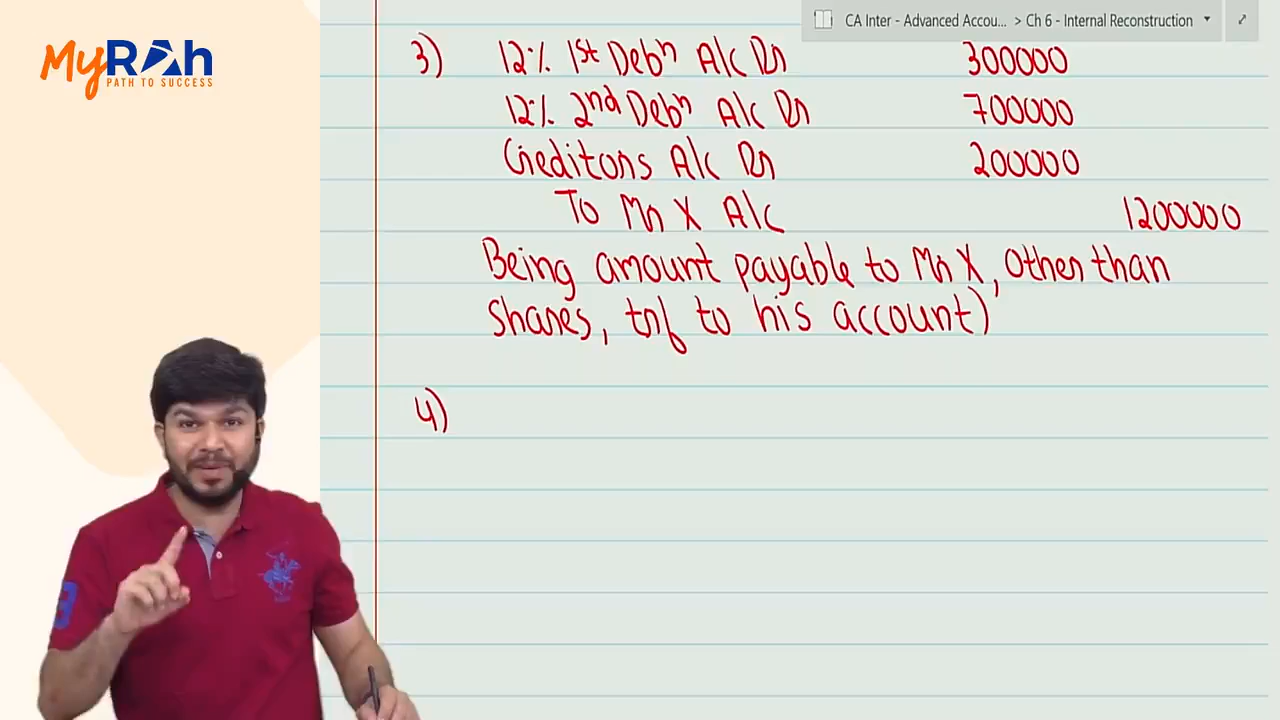 MyRAh
PATH TO SUCCESS
CA Inter - Advanced Accou... > Ch 6 - Internal Reconstruction
3) 12% 1st Debn A/c Dr 300000
12% 2nd Debn A/c Dr 700000
Creditors A/c Dr 200000
To Mr X A/c 1200000
Being amount payable to Mr X, other than
shares, trf to his account)
4)
3